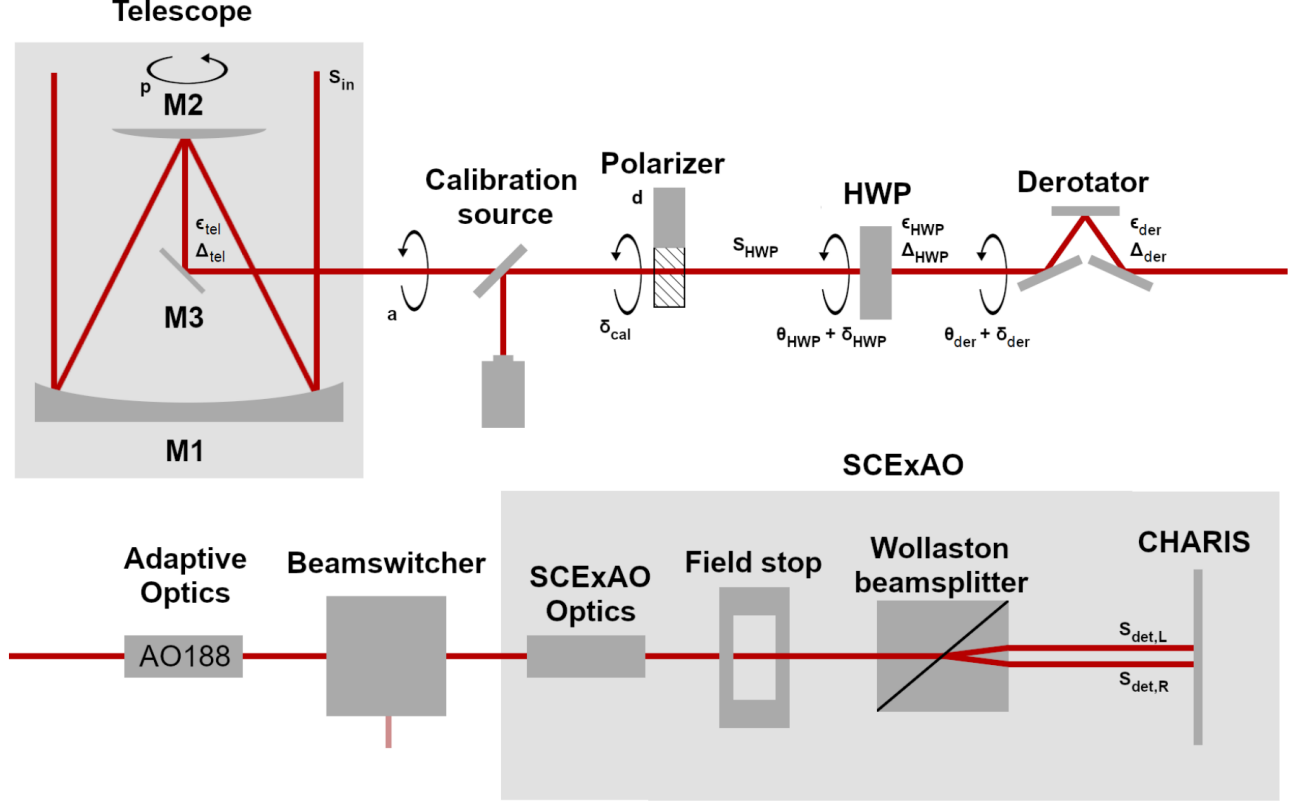 Telescope
p
M2
S_in
ϵ_tel
Δ_tel
M3
M1
a
Calibration
source
Polarizer
d
δ_cal
S_HWP
HWP
ϵ_HWP
Δ_HWP
θ_HWP + δ_HWP
Derotator
ϵ_der
Δ_der
θ_der + δ_der
SCExAO
Adaptive
Optics
AO188
Beamswitcher
SCExAO
Optics
Field stop
Wollaston
beamsplitter
CHARIS
S_det,L
S_det,R